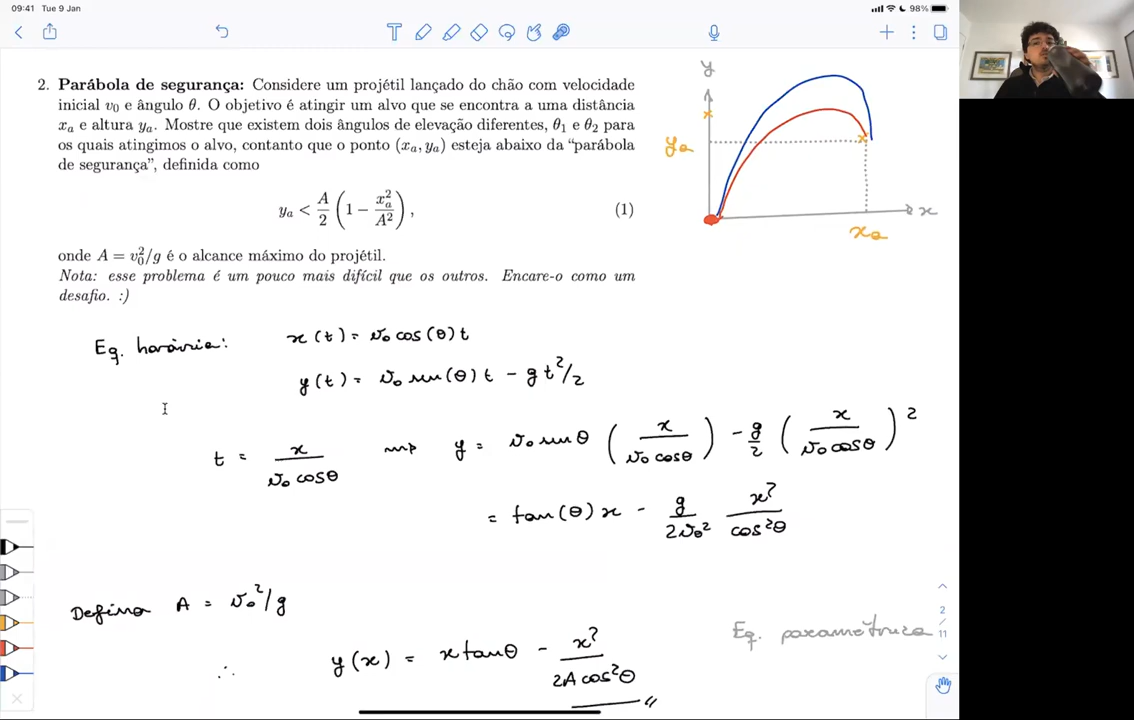 09:41 Tue 9 Jan
98%
T
2. Parábola de segurança: Considere um projétil lançado do chão com velocidade
inicial v₀ e ângulo θ. O objetivo é atingir um alvo que se encontra a uma distância
xₐ e altura yₐ. Mostre que existem dois ângulos de elevação diferentes, θ₁ e θ₂ para
os quais atingimos o alvo, contanto que o ponto (xₐ, yₐ) esteja abaixo da “parábola
de segurança”, definida como
yₐ < A/2 (1 − xₐ²/A²), (1)
onde A = v₀²/g é o alcance máximo do projétil.
Nota: esse problema é um pouco mais difícil que os outros. Encare-o como um
desafio. :)
y
yₐ
x
xₐ
Eq. horária: x(t) = v₀ cos(θ) t
y(t) = v₀ sen(θ) t − g t²/2
t = x / (v₀ cosθ) ⇝ y = v₀ sen θ (x / (v₀ cosθ)) − g/2 (x / (v₀ cosθ))²
= tan(θ) x − g/(2v₀²) x²/cos²θ
Defino A = v₀²/g
∴ y(x) = x tanθ − x²/(2A cos²θ) //
Eq. paramétrica
2
/
11